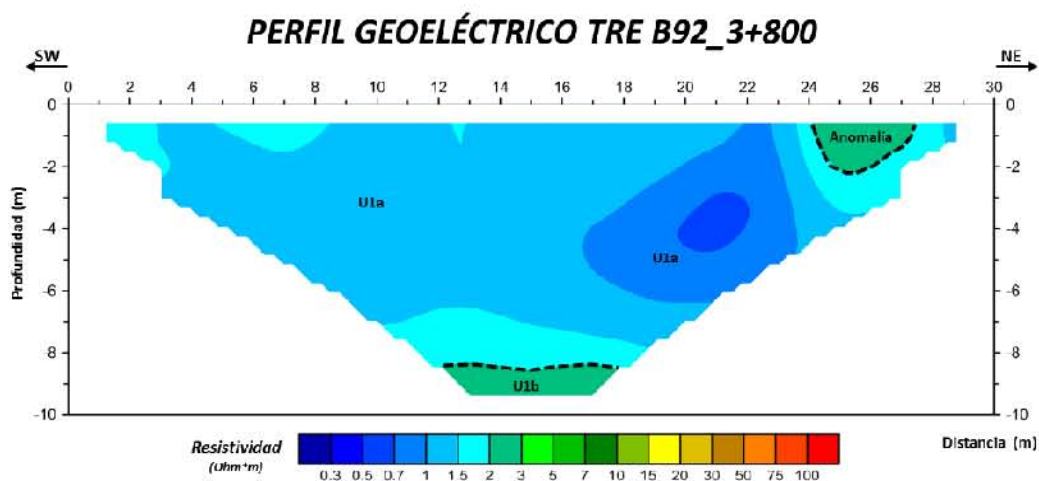 PERFIL GEOELÉCTRICO TRE B92_3+800
SW NE
0 2 4 6 8 10 12 14 16 18 20 22 24 26 28 30
0 0
Anomalía
-2 -2
U1a
-4 -4
U1a
-6 -6
-8 -8
U1b
-10 -10
Profundidad (m)
Resistividad
(Ohm*m)
Distancia (m)
0.3 0.5 0.7 1 1.5 2 3 5 7 10 15 20 30 50 75 100